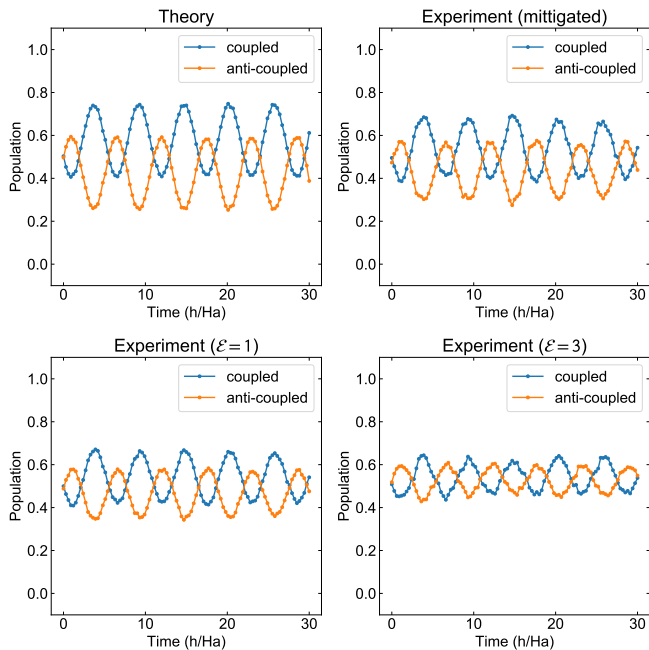 Theory
1.0
0.8
0.6
0.4
0.2
0.0
Population
coupled
anti-coupled
0
10
20
30
Time (h/Ha)
Experiment (mittigated)
1.0
0.8
0.6
0.4
0.2
0.0
Population
coupled
anti-coupled
0
10
20
30
Time (h/Ha)
Experiment (ℰ=1)
1.0
0.8
0.6
0.4
0.2
0.0
Population
coupled
anti-coupled
0
10
20
30
Time (h/Ha)
Experiment (ℰ=3)
1.0
0.8
0.6
0.4
0.2
0.0
Population
coupled
anti-coupled
0
10
20
30
Time (h/Ha)